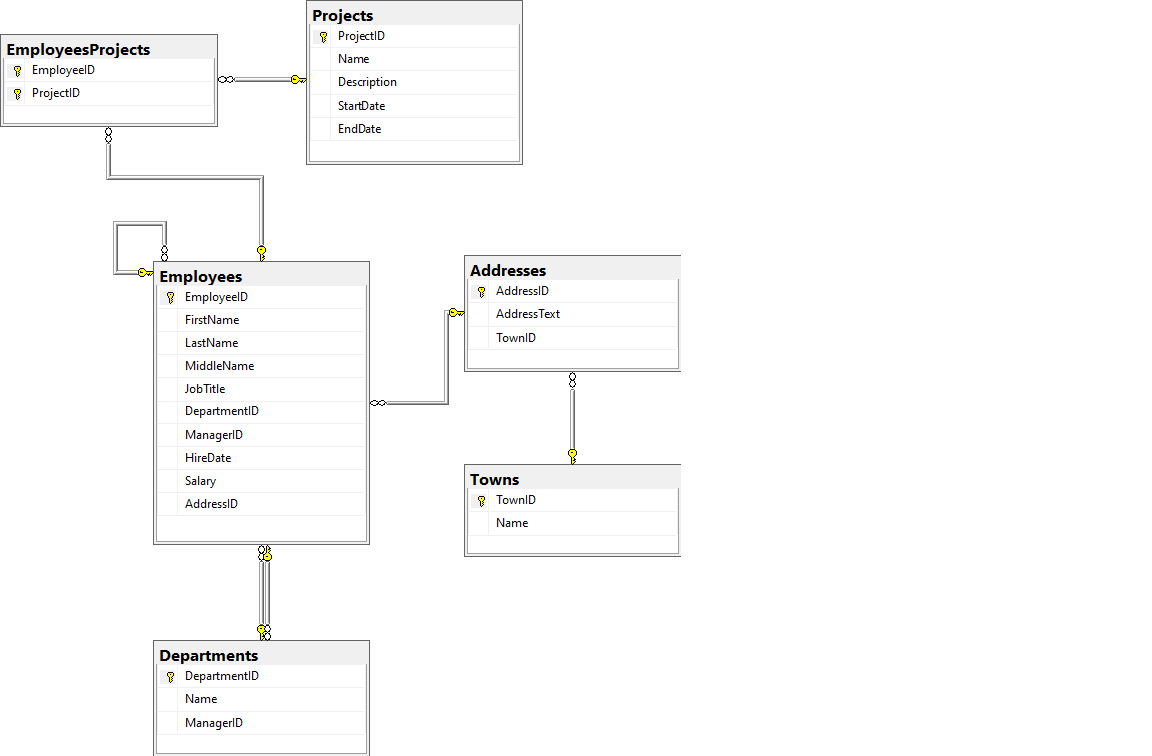 Projects
ProjectID
Name
Description
StartDate
EndDate
EmployeesProjects
EmployeeID
ProjectID
Employees
EmployeeID
FirstName
LastName
MiddleName
JobTitle
DepartmentID
ManagerID
HireDate
Salary
AddressID
Addresses
AddressID
AddressText
TownID
Towns
TownID
Name
Departments
DepartmentID
Name
ManagerID